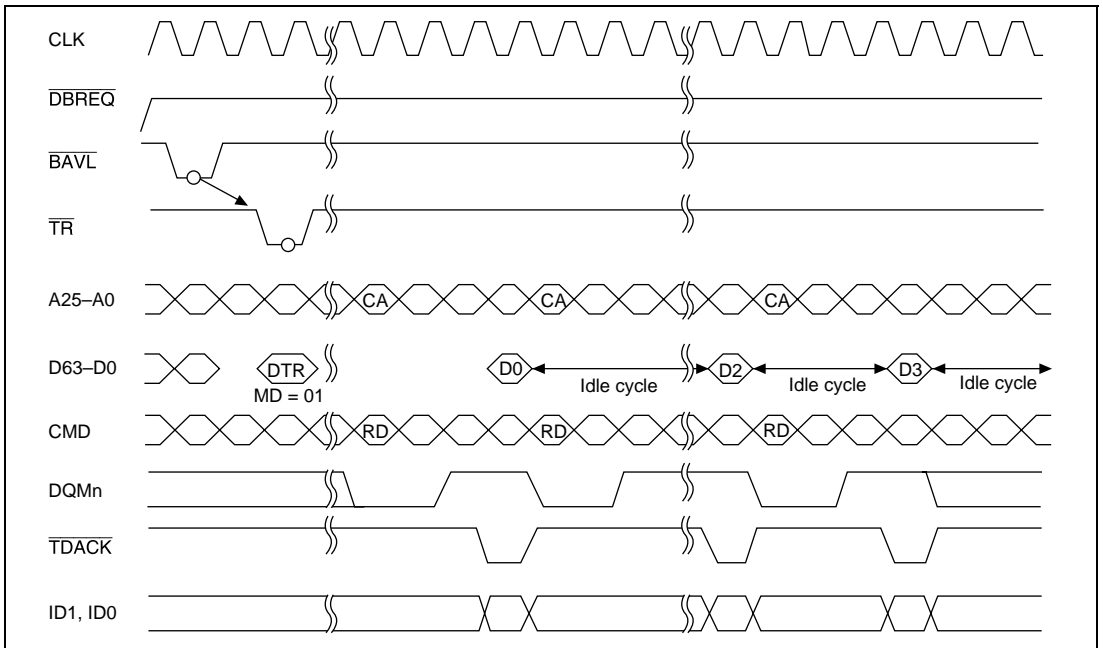 CLK
DBREQ
BAVL
TR
A25–A0 CA CA CA
D63–D0 DTR D0 Idle cycle D2 Idle cycle D3 Idle cycle
MD = 01
CMD RD RD RD
DQMn
TDACK
ID1, ID0